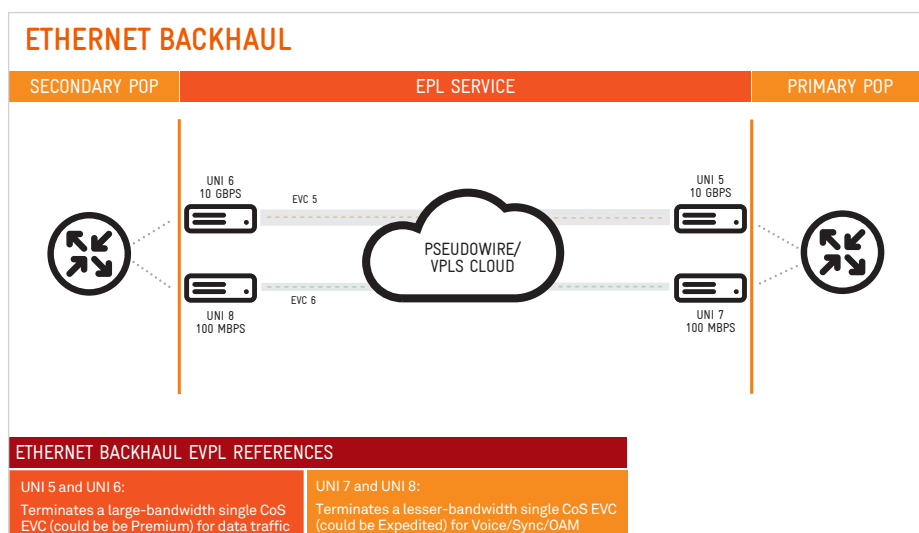 ETHERNET BACKHAUL
SECONDARY POP
EPL SERVICE
PRIMARY POP
UNI 6
10 GBPS
EVC 5
UNI 5
10 GBPS
PSEUDOWIRE/
VPLS CLOUD
UNI 8
100 MBPS
EVC 6
UNI 7
100 MBPS
ETHERNET BACKHAUL EVPL REFERENCES
UNI 5 and UNI 6:
Terminates a large-bandwidth single CoS
EVC (could be be Premium) for data traffic
UNI 7 and UNI 8:
Terminates a lesser-bandwidth single CoS EVC
(could be Expedited) for Voice/Sync/OAM